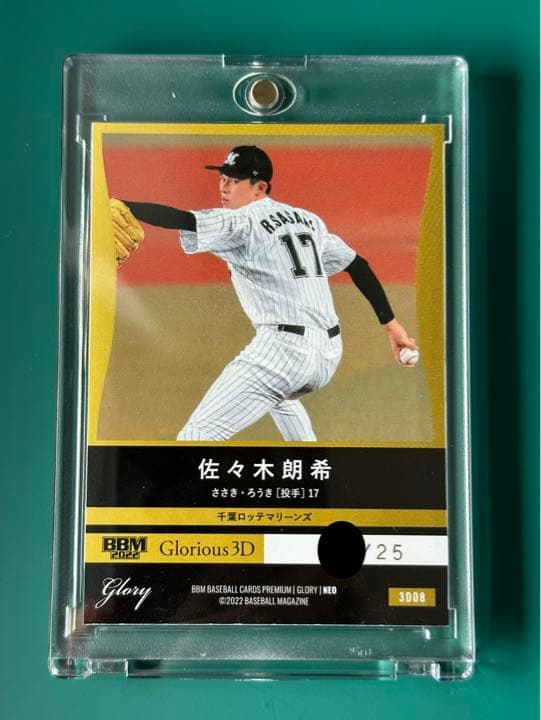 M
R.SASAKI
17
佐々木朗希
ささき・ろうき [投手] 17
千葉ロッテマリーンズ
BBM
2022
Glorious 3D
/25
Glory
BBM BASEBALL CARDS PREMIUM | GLORY | NEO
©2022 BASEBALL MAGAZINE
3D08